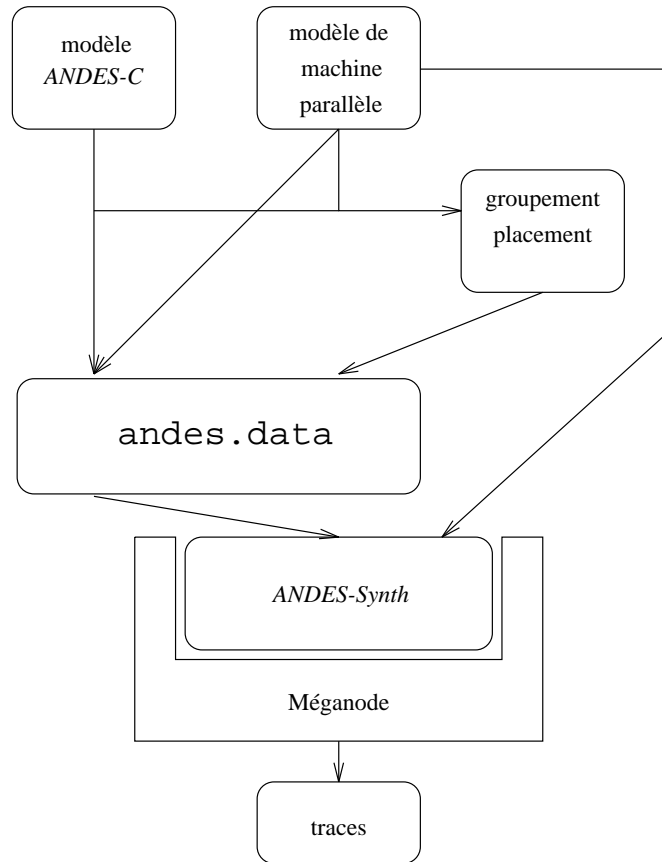 modèle
ANDES-C
modèle de
machine
parallèle
groupement
placement
andes.data
ANDES-Synth
Méganode
traces